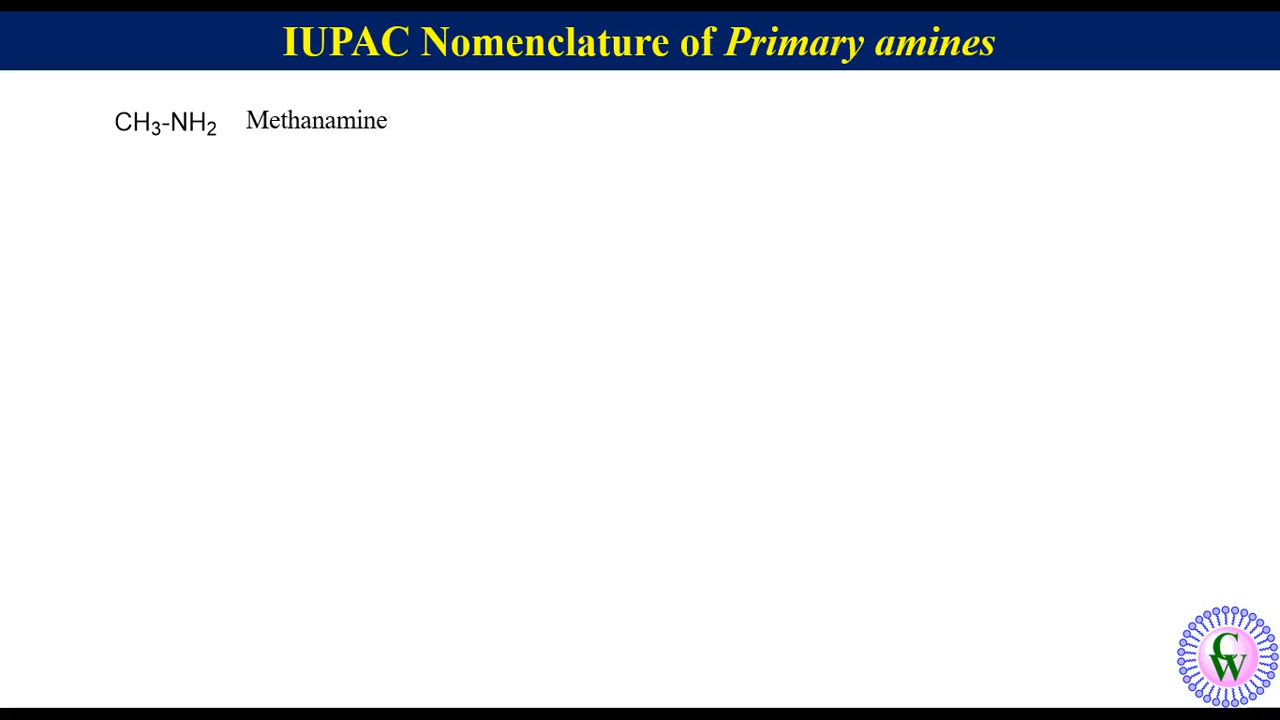 IUPAC Nomenclature of Primary amines
CH₃-NH₂ Methanamine
CW